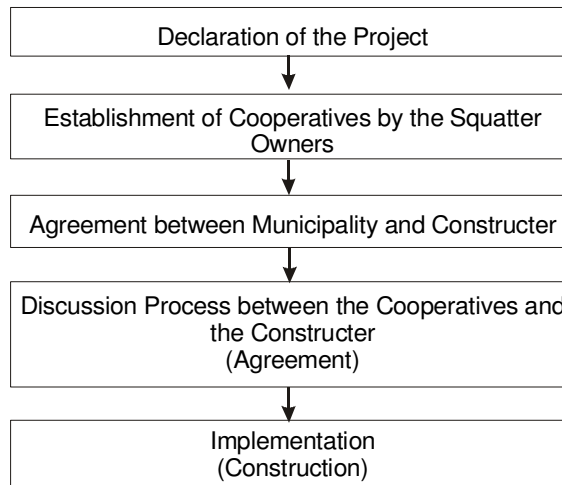 Declaration of the Project
Establishment of Cooperatives by the Squatter
Owners
Agreement between Municipality and Constructer
Discussion Process between the Cooperatives and
the Constructer
(Agreement)
Implementation
(Construction)